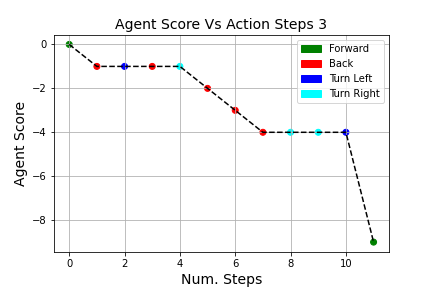 Agent Score Vs Action Steps 3
Forward
Back
Turn Left
Turn Right
Agent Score
0
−2
−4
−6
−8
0 2 4 6 8 10
Num. Steps